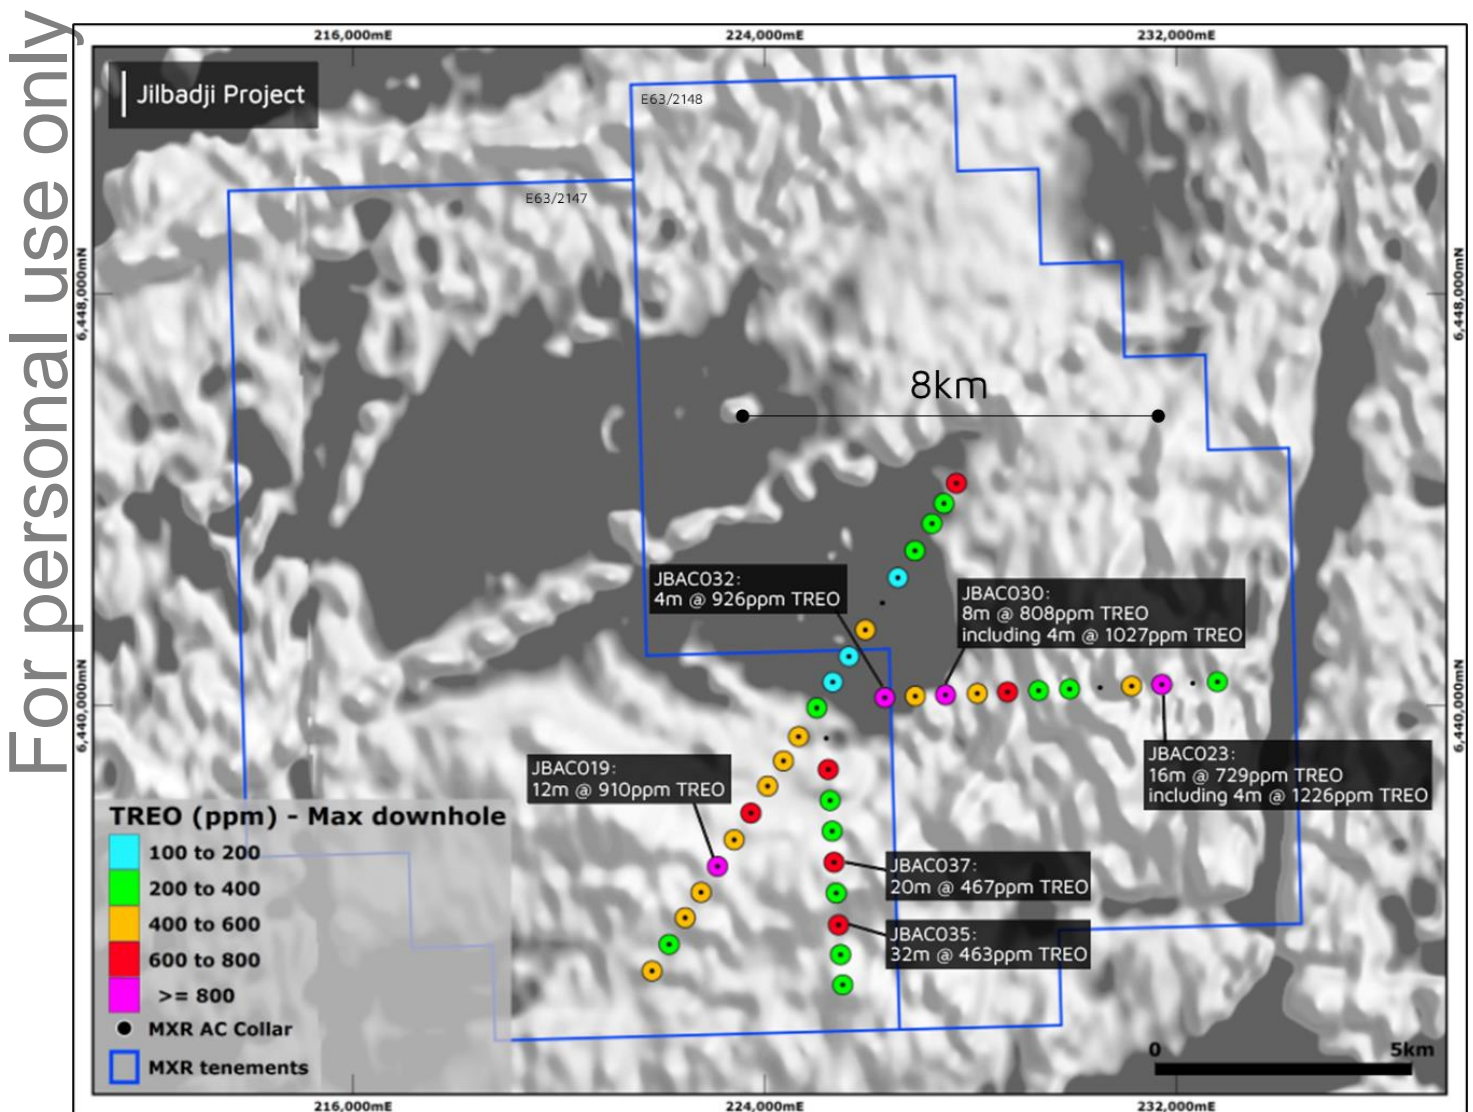 For personal use only
216,000mE
224,000mE
232,000mE
Jilbadji Project
E63/2148
E63/2147
6,448,000mN
6,448,000mN
8km
JBAC032:
4m @ 926ppm TREO
JBAC030:
8m @ 808ppm TREO
including 4m @ 1027ppm TREO
6,440,000mN
6,440,000mN
JBAC019:
12m @ 910ppm TREO
JBAC023:
16m @ 729ppm TREO
including 4m @ 1226ppm TREO
JBAC037:
20m @ 467ppm TREO
JBAC035:
32m @ 463ppm TREO
TREO (ppm) - Max downhole
100 to 200
200 to 400
400 to 600
600 to 800
>= 800
MXR AC Collar
MXR tenements
0
5km
216,000mE
224,000mE
232,000mE